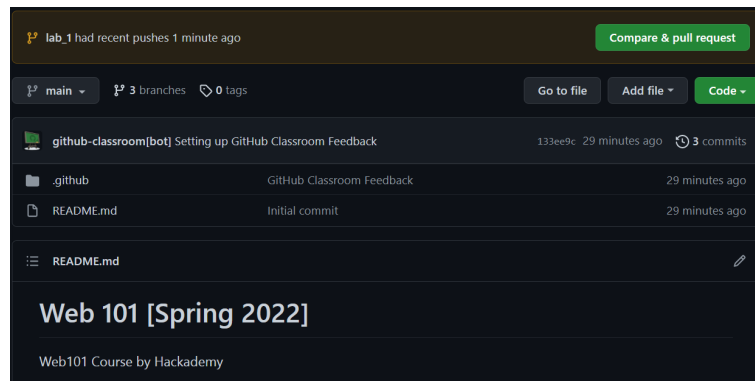 lab_1 had recent pushes 1 minute ago Compare & pull request
main 3 branches 0 tags Go to file Add file Code
github-classroom[bot] Setting up GitHub Classroom Feedback 133ee9c 29 minutes ago 3 commits
.github GitHub Classroom Feedback 29 minutes ago
README.md Initial commit 29 minutes ago
README.md
Web 101 [Spring 2022]
Web101 Course by Hackademy